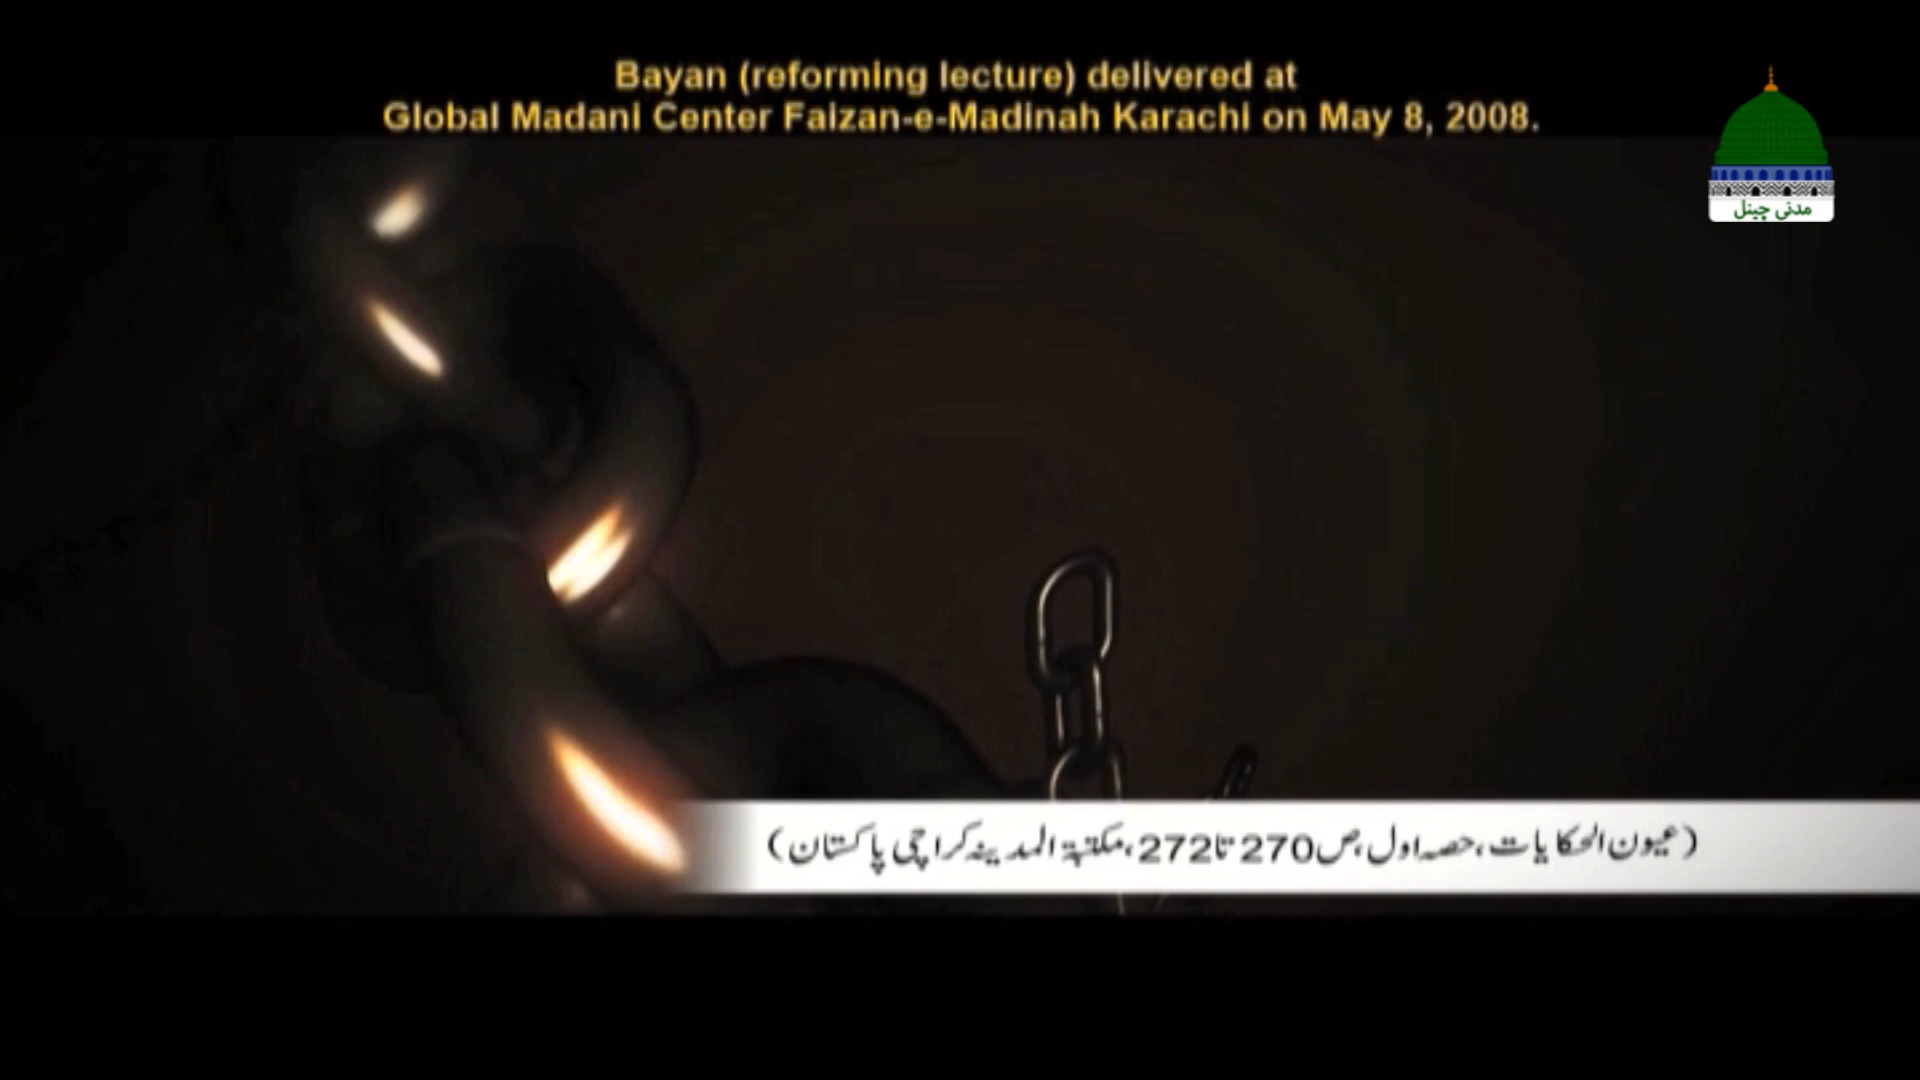 Bayan (reforming lecture) delivered at
Global Madani Center Faizan-e-Madinah Karachi on May 8, 2008.
مدنی چینل
(عیون الحکایات، حصہ اول، ص270 تا 272، مکتبۃ المدینہ کراچی پاکستان)